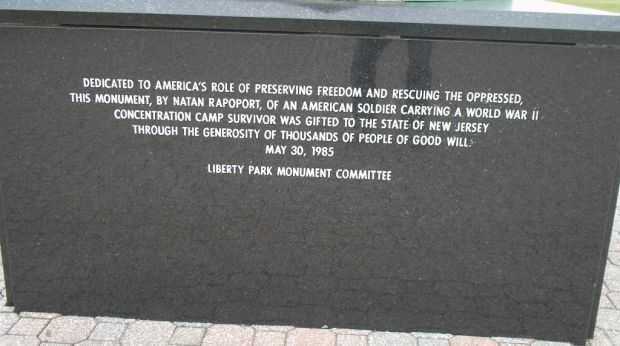 DEDICATED TO AMERICA'S ROLE OF PRESERVING FREEDOM AND RESCUING THE OPPRESSED,
THIS MONUMENT, BY NATAN RAPOPORT, OF AN AMERICAN SOLDIER CARRYING A WORLD WAR II
CONCENTRATION CAMP SURVIVOR WAS GIFTED TO THE STATE OF NEW JERSEY
THROUGH THE GENEROSITY OF THOUSANDS OF PEOPLE OF GOOD WILL.
MAY 30, 1985
LIBERTY PARK MONUMENT COMMITTEE